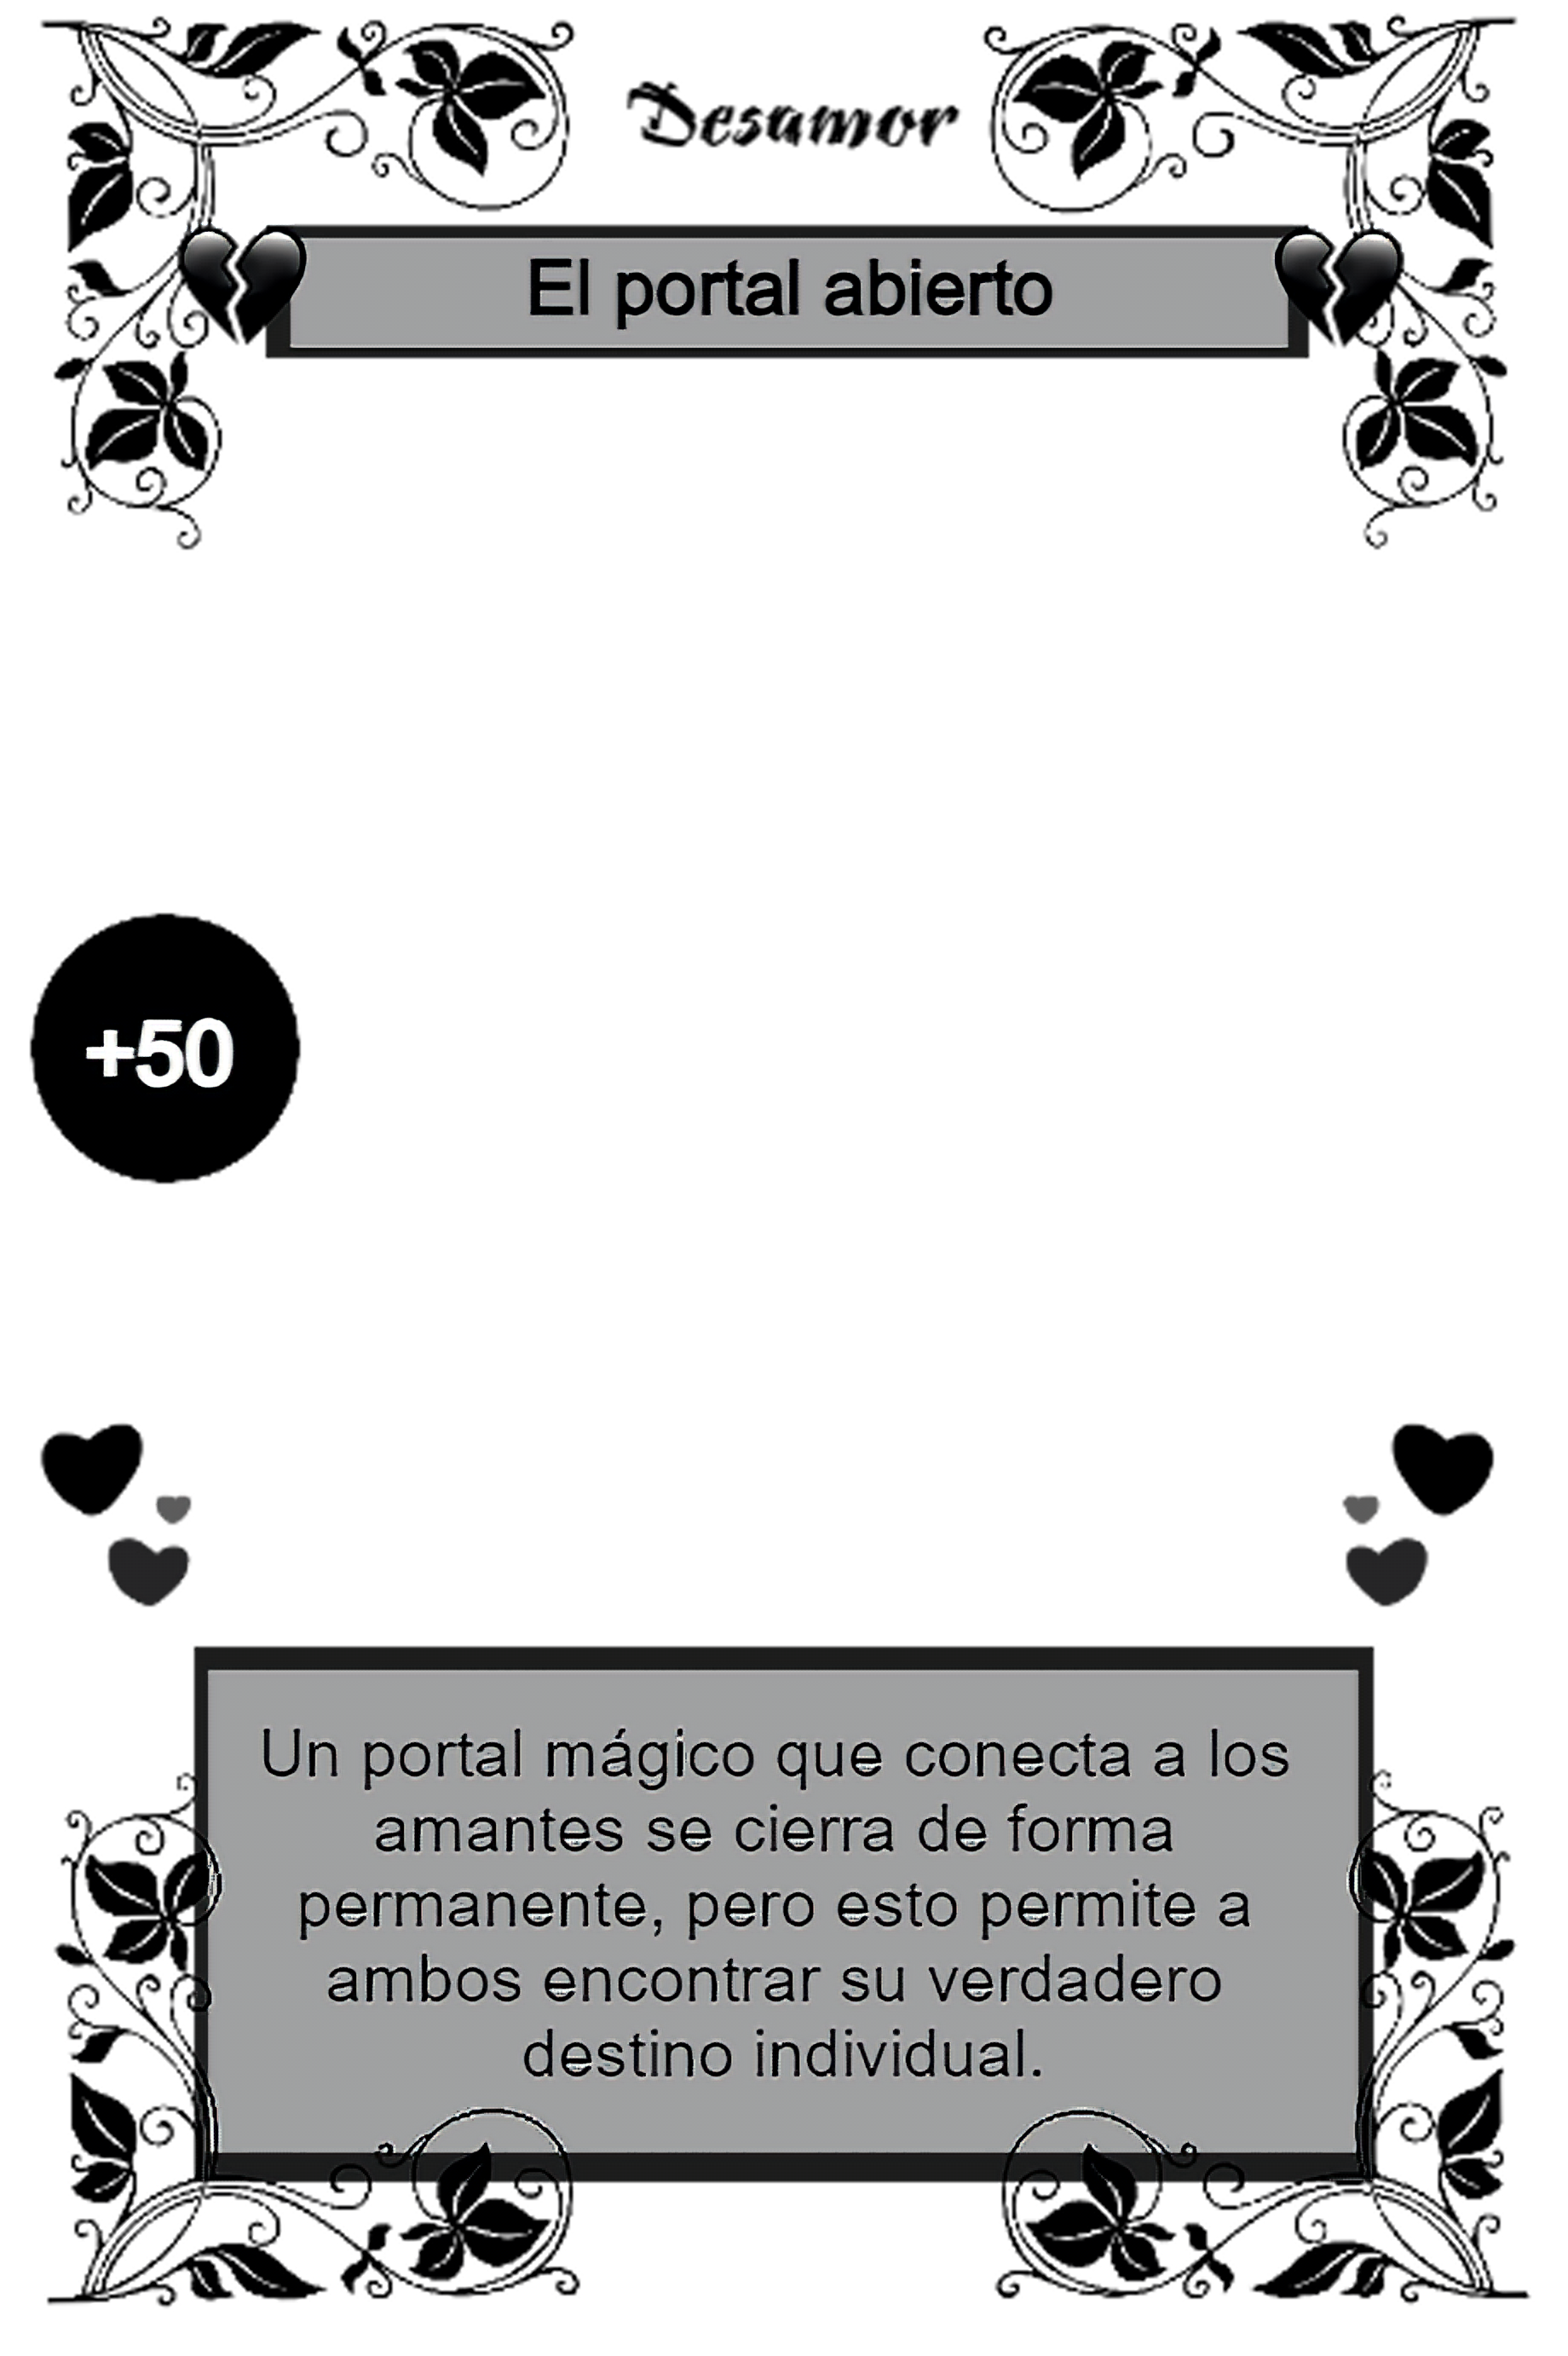 Desamor
El portal abierto
+50
Un portal mágico que conecta a los
amantes se cierra de forma
permanente, pero esto permite a
ambos encontrar su verdadero
destino individual.